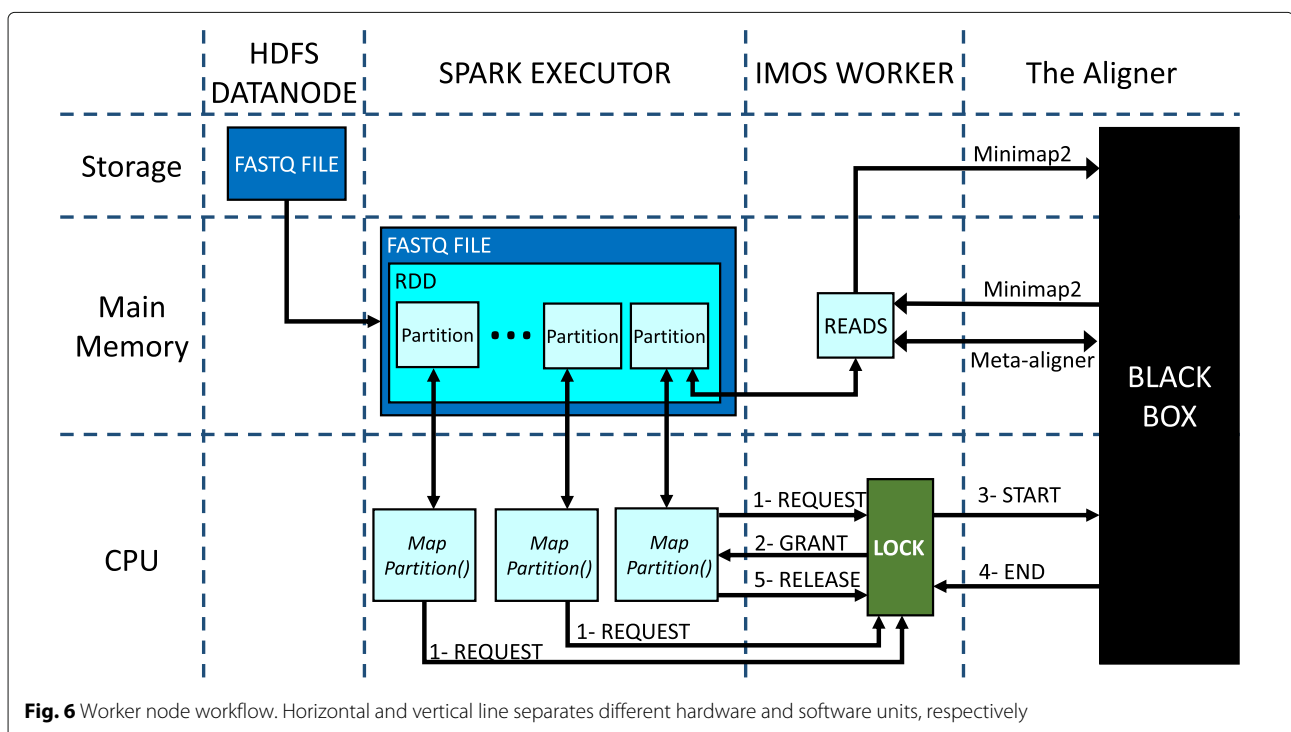 HDFS
DATANODE
SPARK EXECUTOR
IMOS WORKER
The Aligner
Storage
FASTQ FILE
Minimap2
Main
Memory
FASTQ FILE
RDD
Partition
• • •
Partition
Partition
READS
Minimap2
Meta-aligner
BLACK
BOX
CPU
Map
Partition()
Map
Partition()
Map
Partition()
1- REQUEST
2- GRANT
5- RELEASE
LOCK
3- START
4- END
1- REQUEST
1- REQUEST
Fig. 6 Worker node workflow. Horizontal and vertical line separates different hardware and software units, respectively